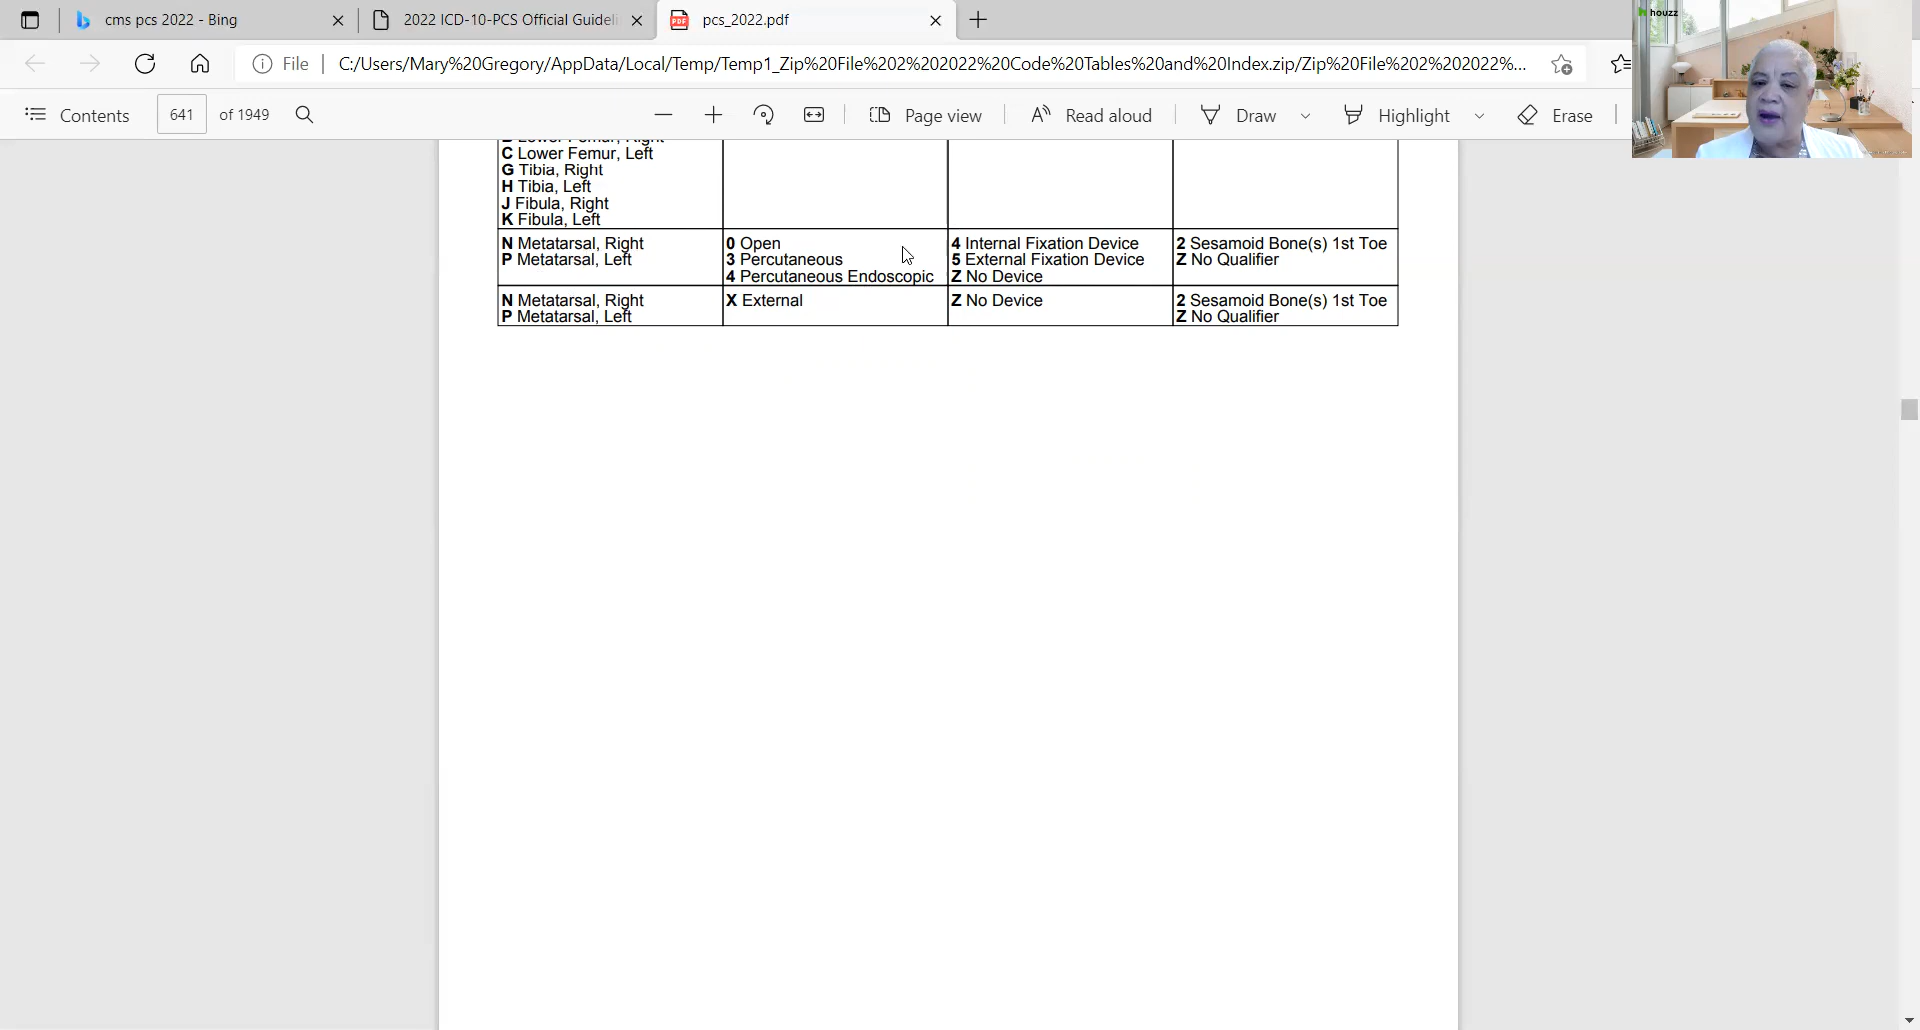 cms pcs 2022 - Bing
2022 ICD-10-PCS Official Guideli
pcs_2022.pdf
houzz
File
C:/Users/Mary%20Gregory/AppData/Local/Temp/Temp1_Zip%20File%202%202022%20Code%20Tables%20and%20Index.zip/Zip%20File%202%202022%...
Contents
641 of 1949
Page view
Read aloud
Draw
Highlight
Erase
Lower Femur, Right
C Lower Femur, Left
G Tibia, Right
H Tibia, Left
J Fibula, Right
K Fibula, Left
N Metatarsal, Right
P Metatarsal, Left
0 Open
3 Percutaneous
4 Percutaneous Endoscopic
4 Internal Fixation Device
5 External Fixation Device
Z No Device
2 Sesamoid Bone(s) 1st Toe
Z No Qualifier
N Metatarsal, Right
P Metatarsal, Left
X External
Z No Device
2 Sesamoid Bone(s) 1st Toe
Z No Qualifier